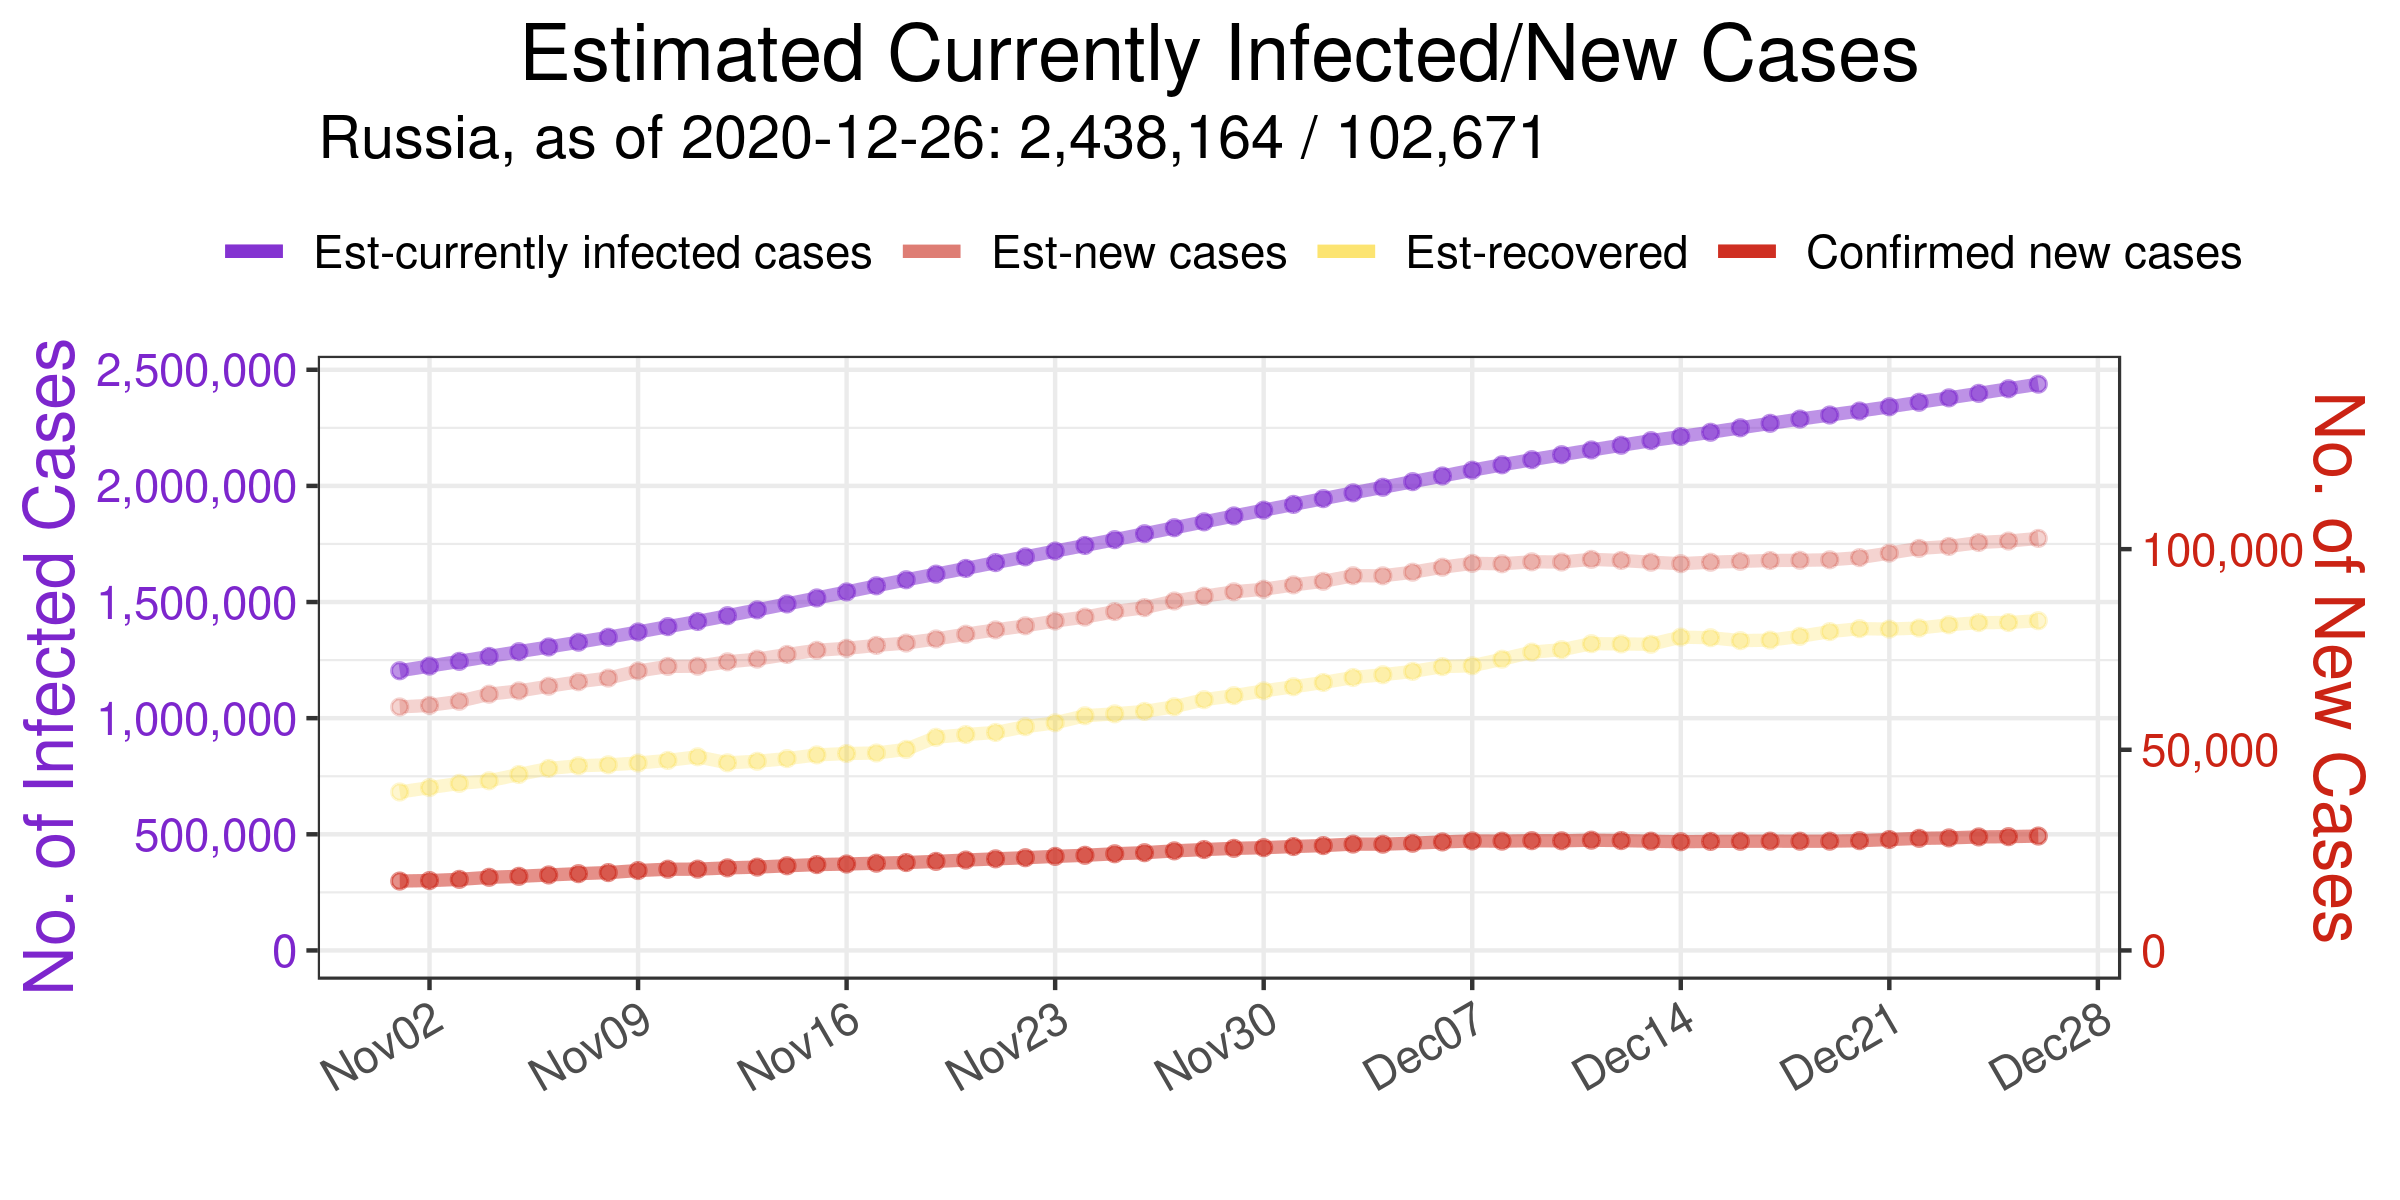 Estimated Currently Infected/New Cases
Russia, as of 2020-12-26: 2,438,164 / 102,671
Est-currently infected cases Est-new cases Est-recovered Confirmed new cases
No. of Infected Cases
2,500,000
2,000,000
1,500,000
1,000,000
500,000
0
100,000
50,000
0
No. of New Cases
Nov02 Nov09 Nov16 Nov23 Nov30 Dec07 Dec14 Dec21 Dec28